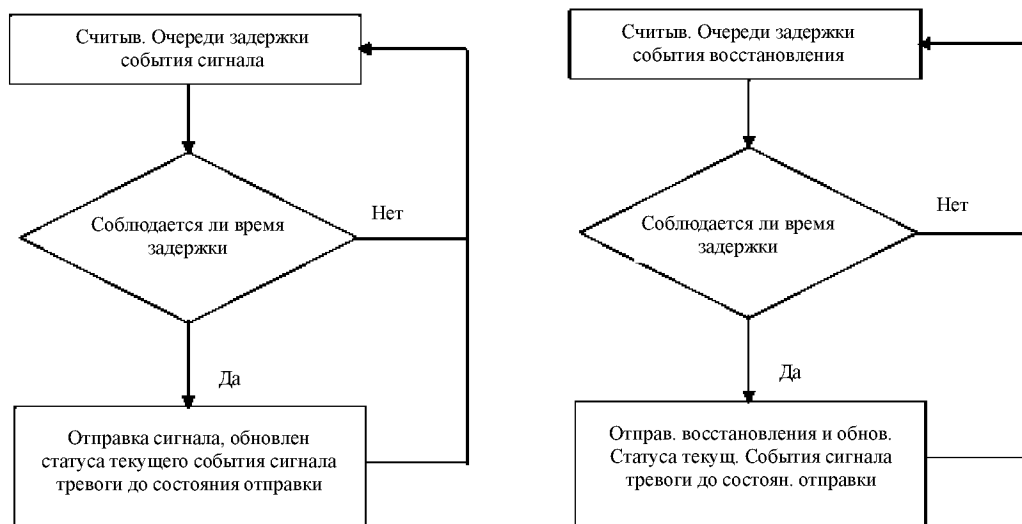 Считыв. Очереди задержки
события сигнала
Соблюдается ли время
задержки
Нет
Да
Отправка сигнала, обновлен
статуса текущего события сигнала
тревоги до состояния отправки
Считыв. Очереди задержки
события восстановления
Соблюдается ли время
задержки
Нет
Да
Отправ. восстановления и обнов.
Статуса текущ. События сигнала
тревоги до состоян. отправки